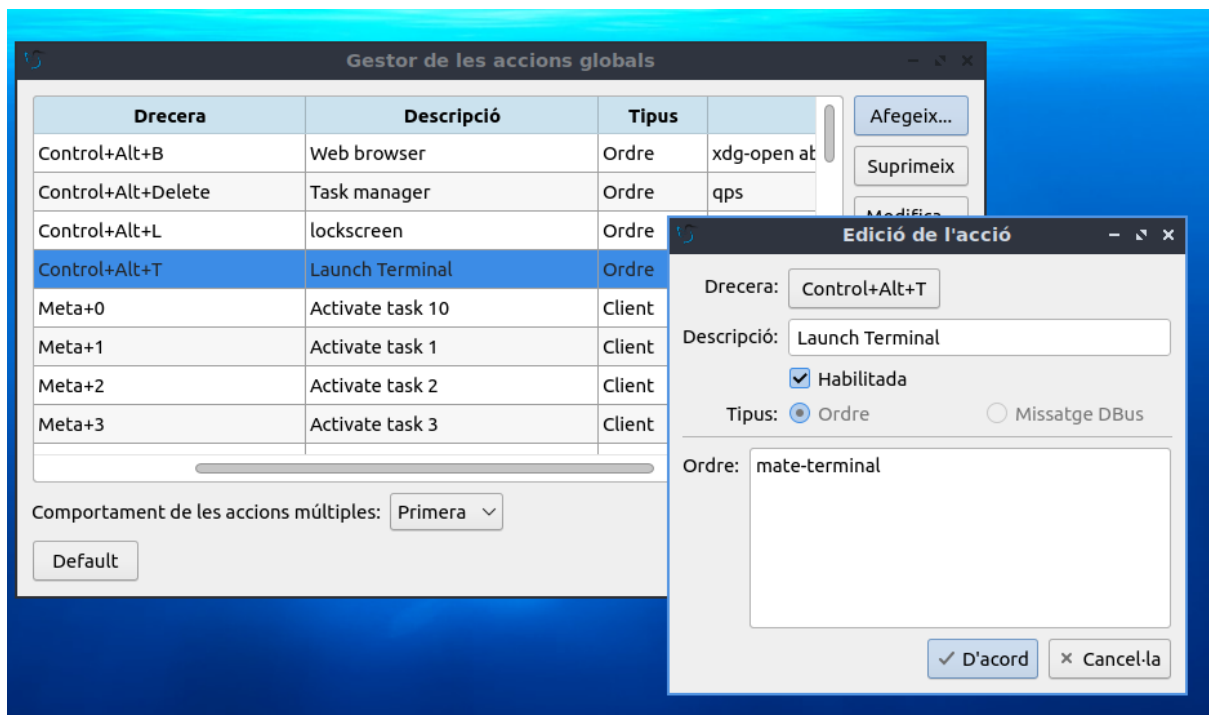 Gestor de les accions globals
Drecera Descripció Tipus
Control+Alt+B Web browser Ordre xdg-open ab
Control+Alt+Delete Task manager Ordre qps
Control+Alt+L lockscreen Ordre
Control+Alt+T Launch Terminal Ordre
Meta+0 Activate task 10 Client
Meta+1 Activate task 1 Client
Meta+2 Activate task 2 Client
Meta+3 Activate task 3 Client
Afegeix...
Suprimeix
Modifica...
Comportament de les accions múltiples: Primera
Default
Edició de l'acció
Drecera: Control+Alt+T
Descripció: Launch Terminal
Habilitada
Tipus: Ordre Missatge DBus
Ordre: mate-terminal
D'acord Cancel·la